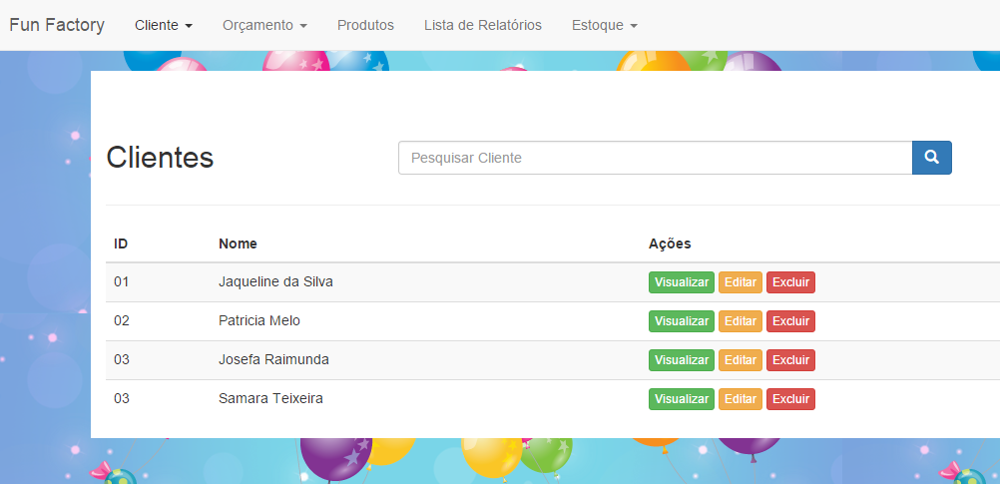 Fun Factory Cliente Orçamento Produtos Lista de Relatórios Estoque
Clientes Pesquisar Cliente
ID Nome Ações
01 Jaqueline da Silva Visualizar Editar Excluir
02 Patricia Melo Visualizar Editar Excluir
03 Josefa Raimunda Visualizar Editar Excluir
03 Samara Teixeira Visualizar Editar Excluir